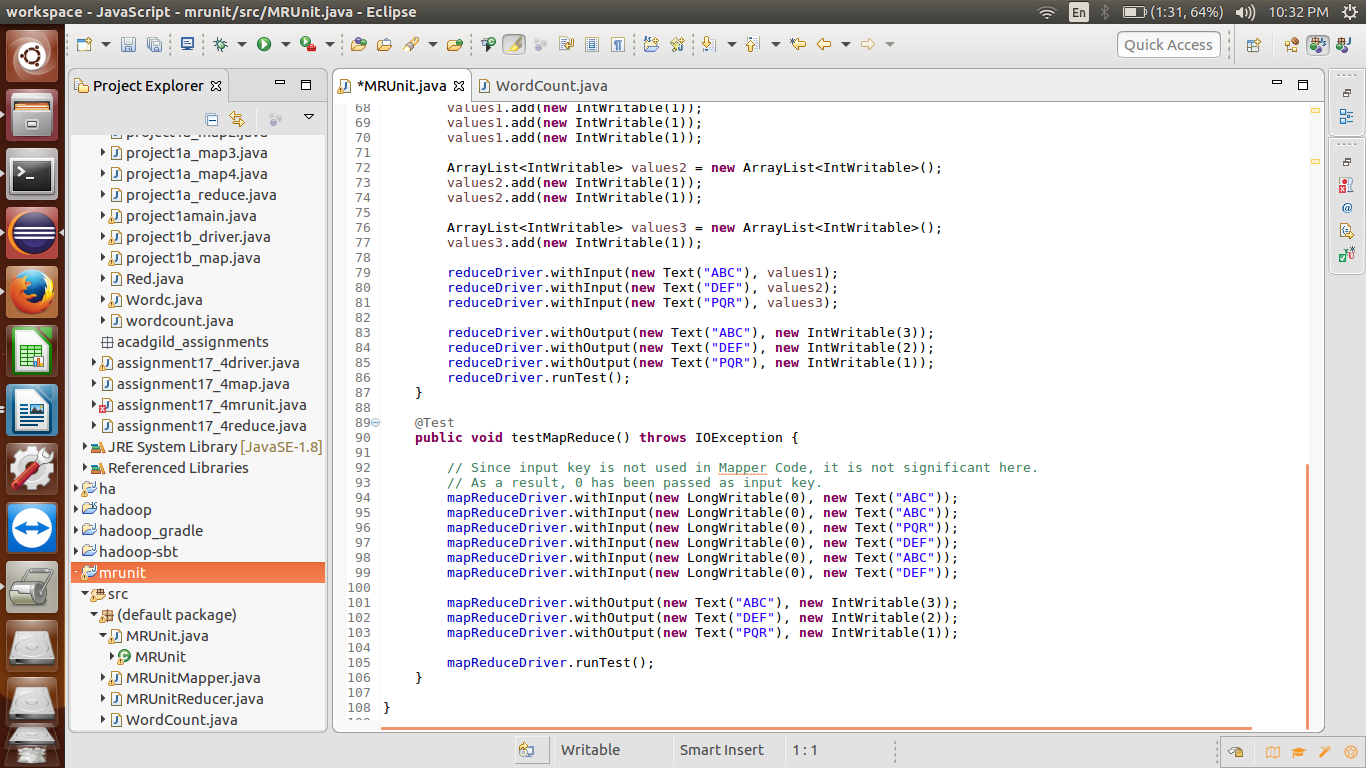 workspace - JavaScript - mrunit/src/MRUnit.java - Eclipse
En (1:31, 64%) 10:32 PM
Quick Access
Project Explorer
*MRUnit.java WordCount.java
project1a_map2.java
project1a_map3.java
project1a_map4.java
project1a_reduce.java
project1amain.java
project1b_driver.java
project1b_map.java
Red.java
Wordc.java
wordcount.java
acadgild_assignments
assignment17_4driver.java
assignment17_4map.java
assignment17_4mrunit.java
assignment17_4reduce.java
JRE System Library [JavaSE-1.8]
Referenced Libraries
ha
hadoop
hadoop_gradle
hadoop-sbt
mrunit
src
(default package)
MRUnit.java
MRUnit
MRUnitMapper.java
MRUnitReducer.java
WordCount.java
68 values1.add(new IntWritable(1));
69 values1.add(new IntWritable(1));
70 values1.add(new IntWritable(1));
71
72 ArrayList<IntWritable> values2 = new ArrayList<IntWritable>();
73 values2.add(new IntWritable(1));
74 values2.add(new IntWritable(1));
75
76 ArrayList<IntWritable> values3 = new ArrayList<IntWritable>();
77 values3.add(new IntWritable(1));
78
79 reduceDriver.withInput(new Text("ABC"), values1);
80 reduceDriver.withInput(new Text("DEF"), values2);
81 reduceDriver.withInput(new Text("PQR"), values3);
82
83 reduceDriver.withOutput(new Text("ABC"), new IntWritable(3));
84 reduceDriver.withOutput(new Text("DEF"), new IntWritable(2));
85 reduceDriver.withOutput(new Text("PQR"), new IntWritable(1));
86 reduceDriver.runTest();
87 }
88
89 @Test
90 public void testMapReduce() throws IOException {
91
92 // Since input key is not used in Mapper Code, it is not significant here.
93 // As a result, 0 has been passed as input key.
94 mapReduceDriver.withInput(new LongWritable(0), new Text("ABC"));
95 mapReduceDriver.withInput(new LongWritable(0), new Text("ABC"));
96 mapReduceDriver.withInput(new LongWritable(0), new Text("PQR"));
97 mapReduceDriver.withInput(new LongWritable(0), new Text("DEF"));
98 mapReduceDriver.withInput(new LongWritable(0), new Text("ABC"));
99 mapReduceDriver.withInput(new LongWritable(0), new Text("DEF"));
100
101 mapReduceDriver.withOutput(new Text("ABC"), new IntWritable(3));
102 mapReduceDriver.withOutput(new Text("DEF"), new IntWritable(2));
103 mapReduceDriver.withOutput(new Text("PQR"), new IntWritable(1));
104
105 mapReduceDriver.runTest();
106 }
107
108 }
109
Writable Smart Insert 1 : 1